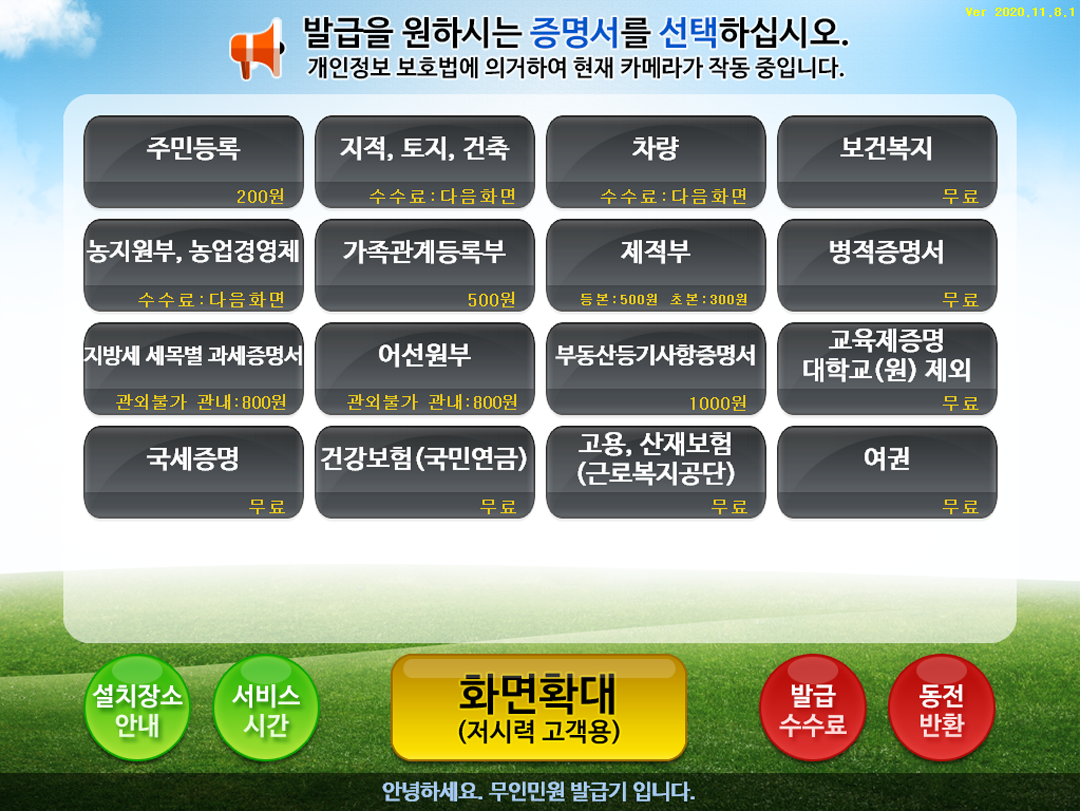 Ver 2020.11.8.1
발급을 원하시는 증명서를 선택하십시오.
개인정보 보호법에 의거하여 현재 카메라가 작동 중입니다.
주민등록
200원
지적, 토지, 건축
수수료:다음화면
차량
수수료:다음화면
보건복지
무료
농지원부, 농업경영체
수수료:다음화면
가족관계등록부
500원
제적부
등본:500원 초본:300원
병적증명서
무료
지방세 세목별 과세증명서
관외불가 관내:800원
어선원부
관외불가 관내:800원
부동산등기사항증명서
1000원
교육제증명
대학교(원) 제외
무료
국세증명
무료
건강보험(국민연금)
무료
고용, 산재보험
(근로복지공단)
무료
여권
무료
설치장소
안내
서비스
시간
화면확대
(저시력 고객용)
발급
수수료
동전
반환
안녕하세요. 무인민원 발급기 입니다.